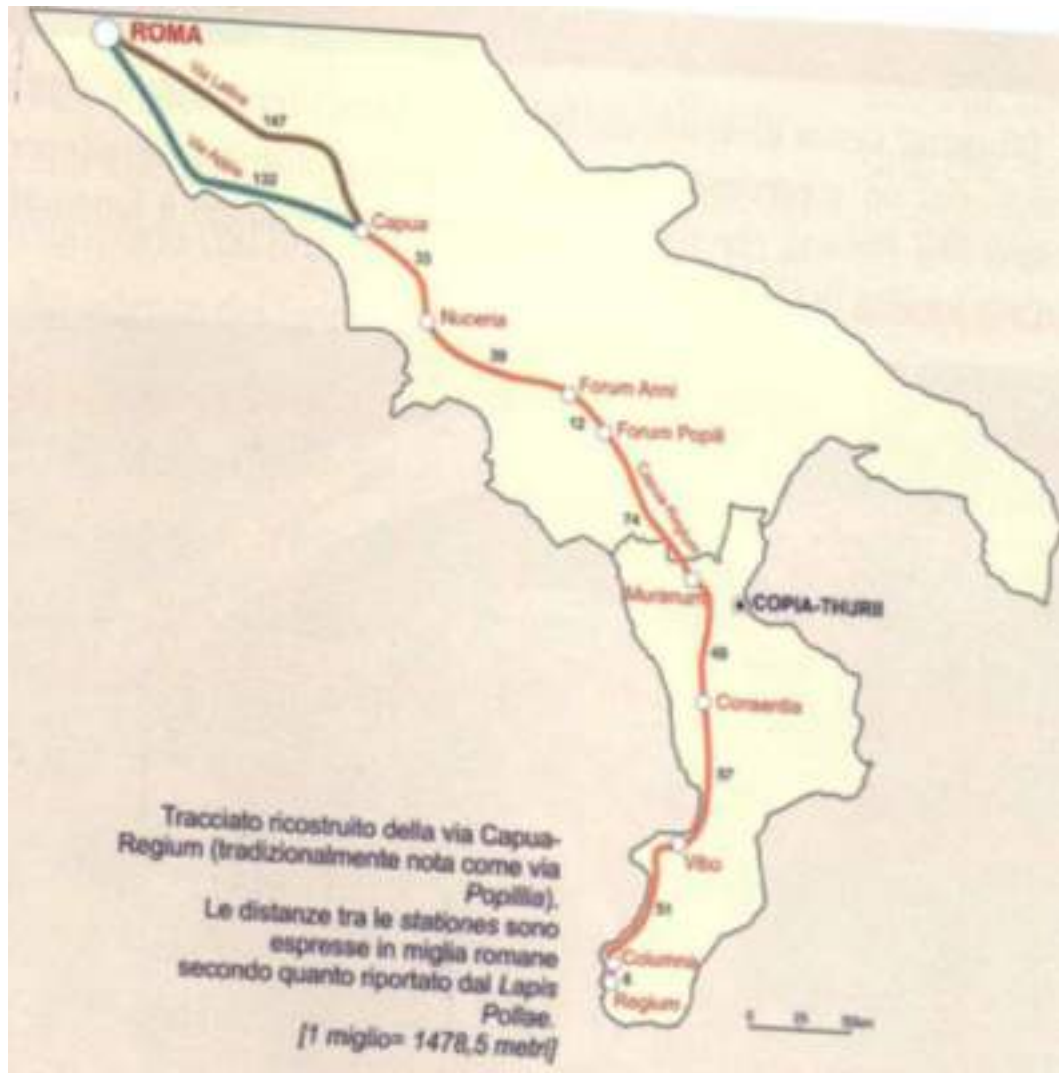 ROMA
Via Latina
147
Via Appia
132
Capua
33
Nuceria
Forum Anni
12
Forum Popili
74
Muranum
COPIA-THURII
49
Consentia
57
Vibo
51
Columna
6
Regium
0 25 50km
Tracciato ricostruito della via Capua-
Regium (tradizionalmente nota come via
Popillia).
Le distanze tra le stationes sono
espresse in miglia romane
secondo quanto riportato dal Lapis
Pollae.
[1 miglio= 1478,5 metri]